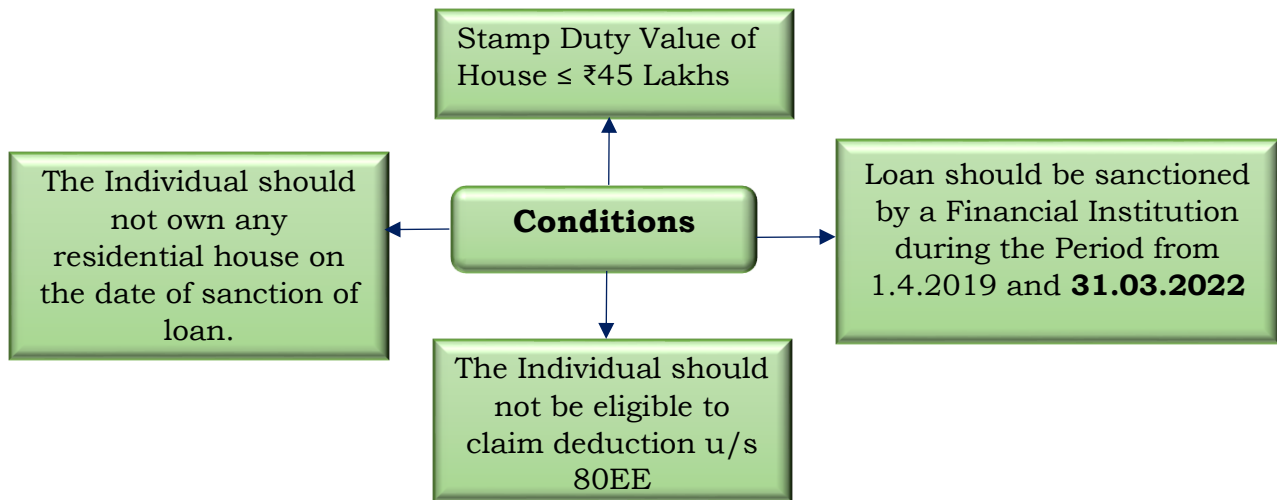 Stamp Duty Value of
House ≤ ₹45 Lakhs
The Individual should
not own any
residential house on
the date of sanction of
loan.
Conditions
Loan should be sanctioned
by a Financial Institution
during the Period from
1.4.2019 and 31.03.2022
The Individual should
not be eligible to
claim deduction u/s
80EE